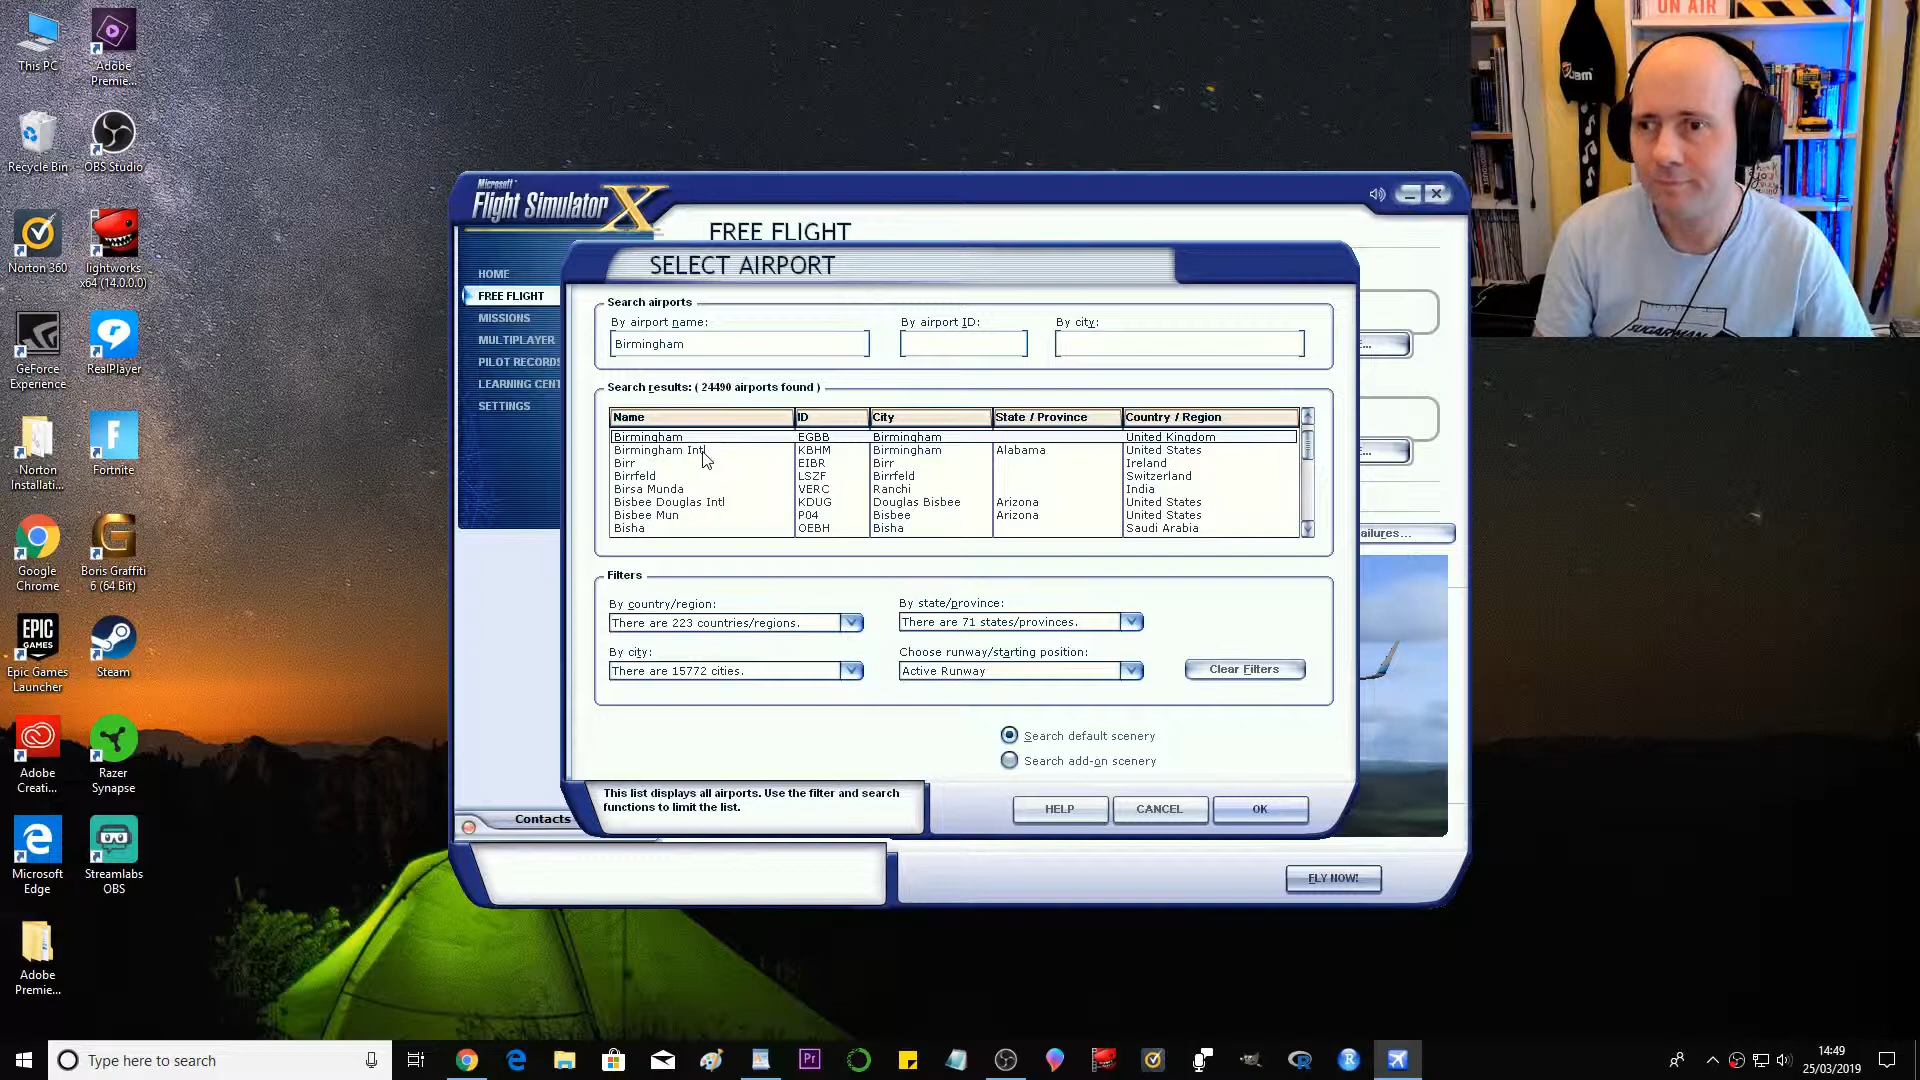 This PC
Adobe Premie...
Recycle Bin
OBS Studio
Norton 360
lightworks x64 (14.0.0.0)
GeForce Experience
RealPlayer
Norton Installati...
Fortnite
Google Chrome
Boris Graffiti 6 (64 Bit)
Epic Games Launcher
Steam
Adobe Creati...
Razer Synapse
Microsoft Edge
Streamlabs OBS
Adobe Premie...
EPIC GAMES
ON AIR
jam
SUGARMAN
Microsoft
Flight Simulator X
FREE FLIGHT
HOME
FREE FLIGHT
MISSIONS
MULTIPLAYER
PILOT RECORDS
LEARNING CENT
SETTINGS
SELECT AIRPORT
Search airports
By airport name: By airport ID: By city:
Birmingham
Search results: ( 24490 airports found )
Name ID City State / Province Country / Region
Birmingham EGBB Birmingham United Kingdom
Birmingham Intl KBHM Birmingham Alabama United States
Birr EIBR Birr Ireland
Birrfeld LSZF Birrfeld Switzerland
Birsa Munda VERC Ranchi India
Bisbee Douglas Intl KDUG Douglas Bisbee Arizona United States
Bisbee Mun P04 Bisbee Arizona United States
Bisha OEBH Bisha Saudi Arabia
Filters
By country/region: By state/province:
There are 223 countries/regions. There are 71 states/provinces.
By city: Choose runway/starting position:
There are 15772 cities. Active Runway Clear Filters
Search default scenery
Search add-on scenery
This list displays all airports. Use the filter and search
functions to limit the list.
HELP CANCEL OK
E...
E...
ailures...
Contacts
FLY NOW!
Type here to search
Pr
R
R
14:49
25/03/2019